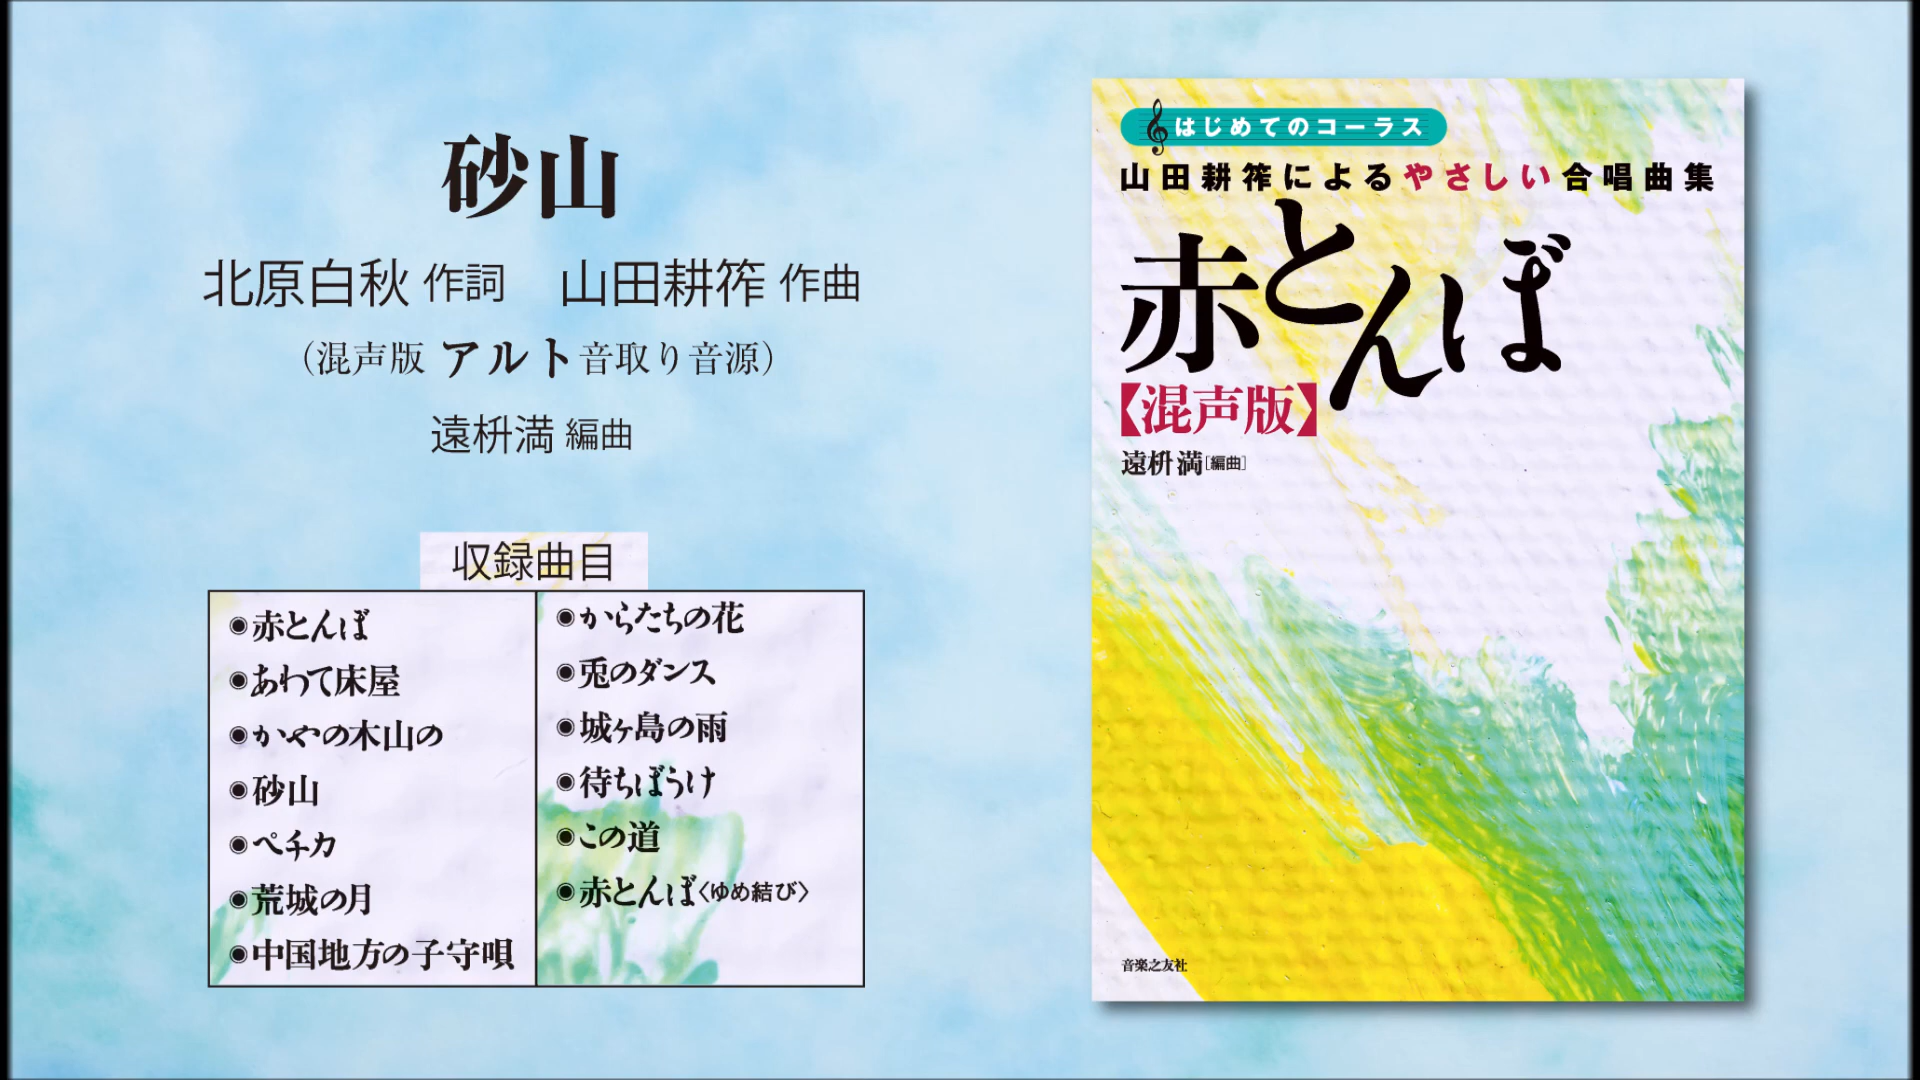 砂山
北原白秋 作詞 山田耕筰 作曲
（混声版 アルト音取り音源）
遠枡満 編曲
収録曲目
◉赤とんぼ
◉あわて床屋
◉かやの木山の
◉砂山
◉ペチカ
◉荒城の月
◉中国地方の子守唄
◉からたちの花
◉兎のダンス
◉城ヶ島の雨
◉待ちぼうけ
◉この道
◉赤とんぼ〈ゆめ結び〉
はじめてのコーラス
山田耕筰によるやさしい合唱曲集
赤とんぼ
【混声版】
遠枡満[編曲]
音楽之友社